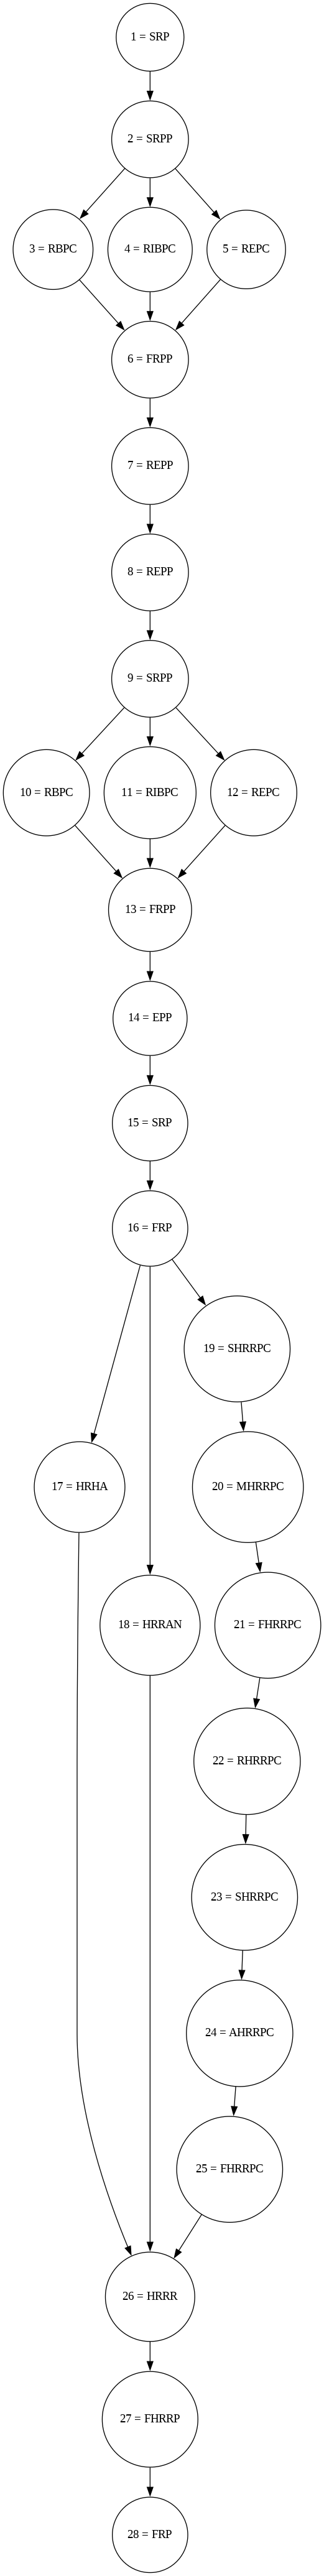 1 = SRP
2 = SRPP
3 = RBPC
4 = RIBPC
5 = REPC
6 = FRPP
7 = REPP
8 = REPP
9 = SRPP
10 = RBPC
11 = RIBPC
12 = REPC
13 = FRPP
14 = EPP
15 = SRP
16 = FRP
17 = HRHA
18 = HRRAN
19 = SHRRPC
20 = MHRRPC
21 = FHRRPC
22 = RHRRPC
23 = SHRRPC
24 = AHRRPC
25 = FHRRPC
26 = HRRR
27 = FHRRP
28 = FRP